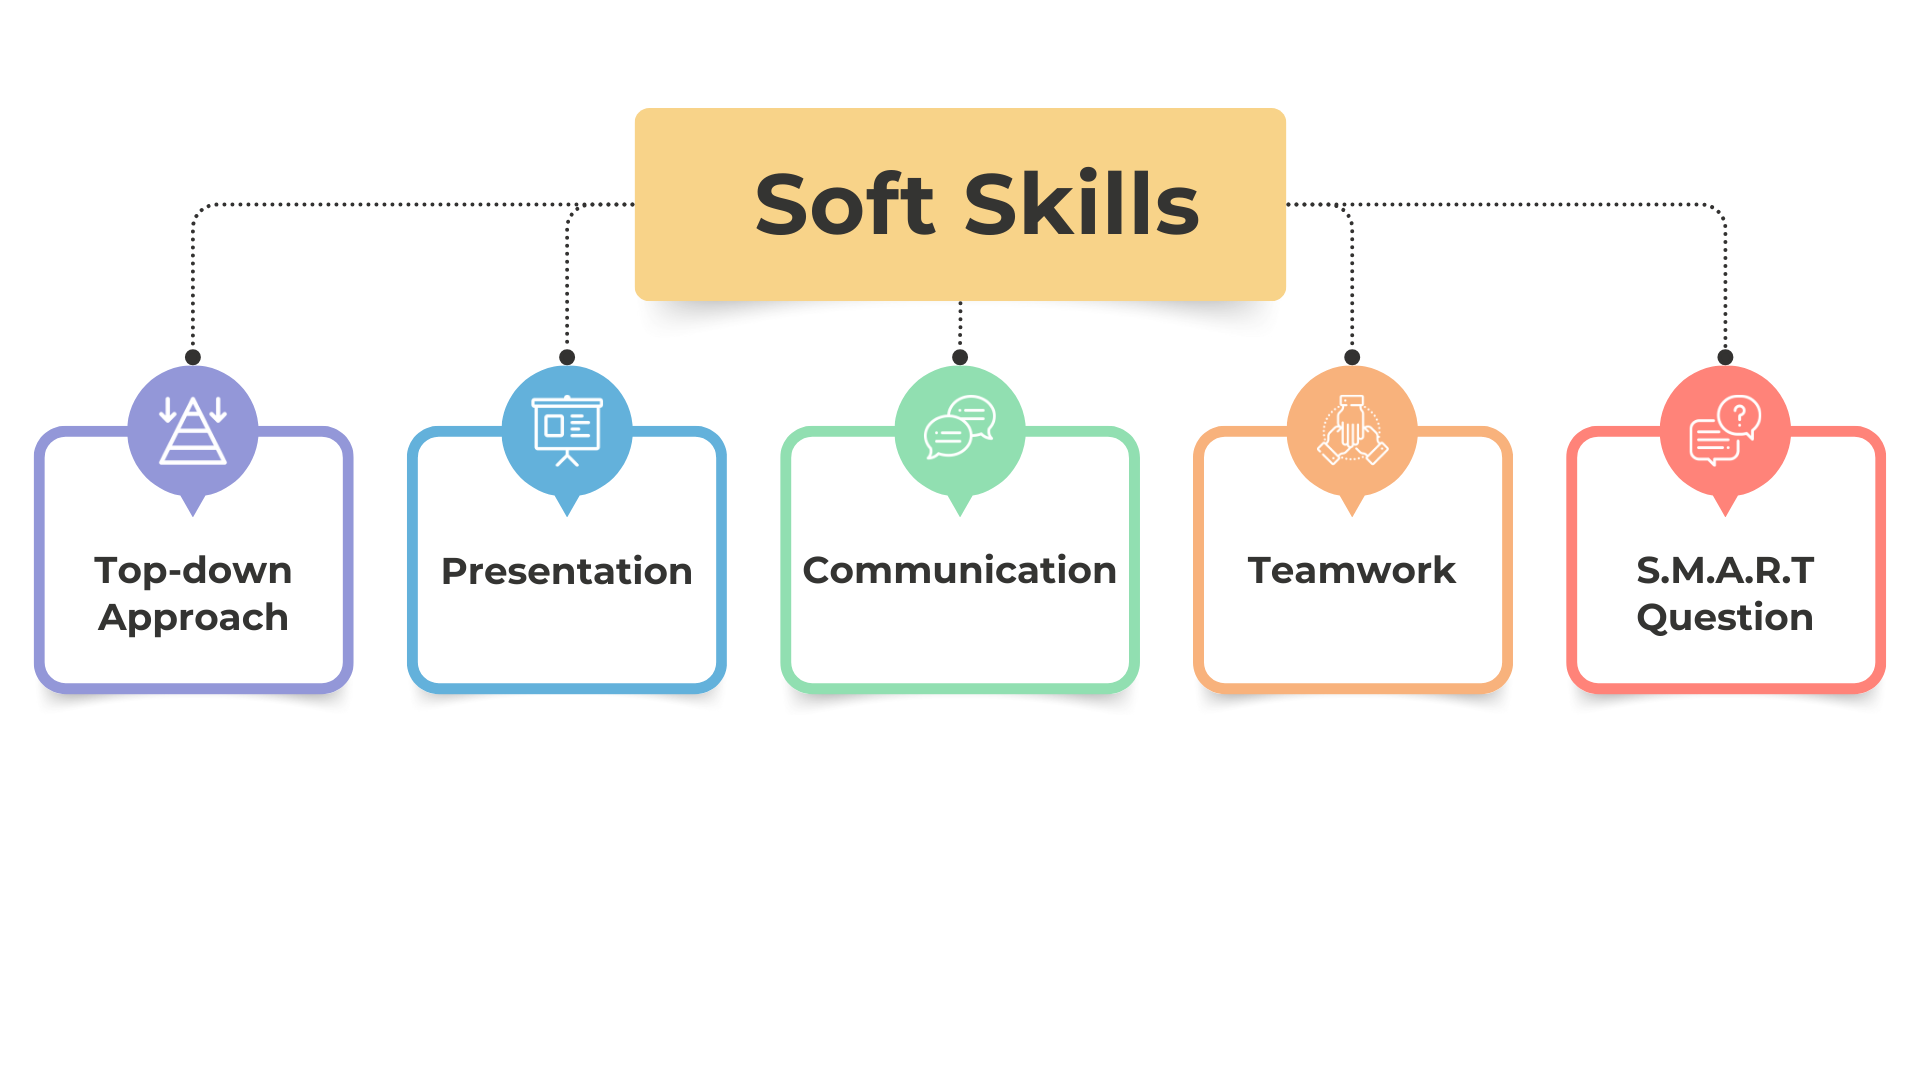 Soft Skills
Top-down
Approach
Presentation
Communication
Teamwork
S.M.A.R.T
Question
?